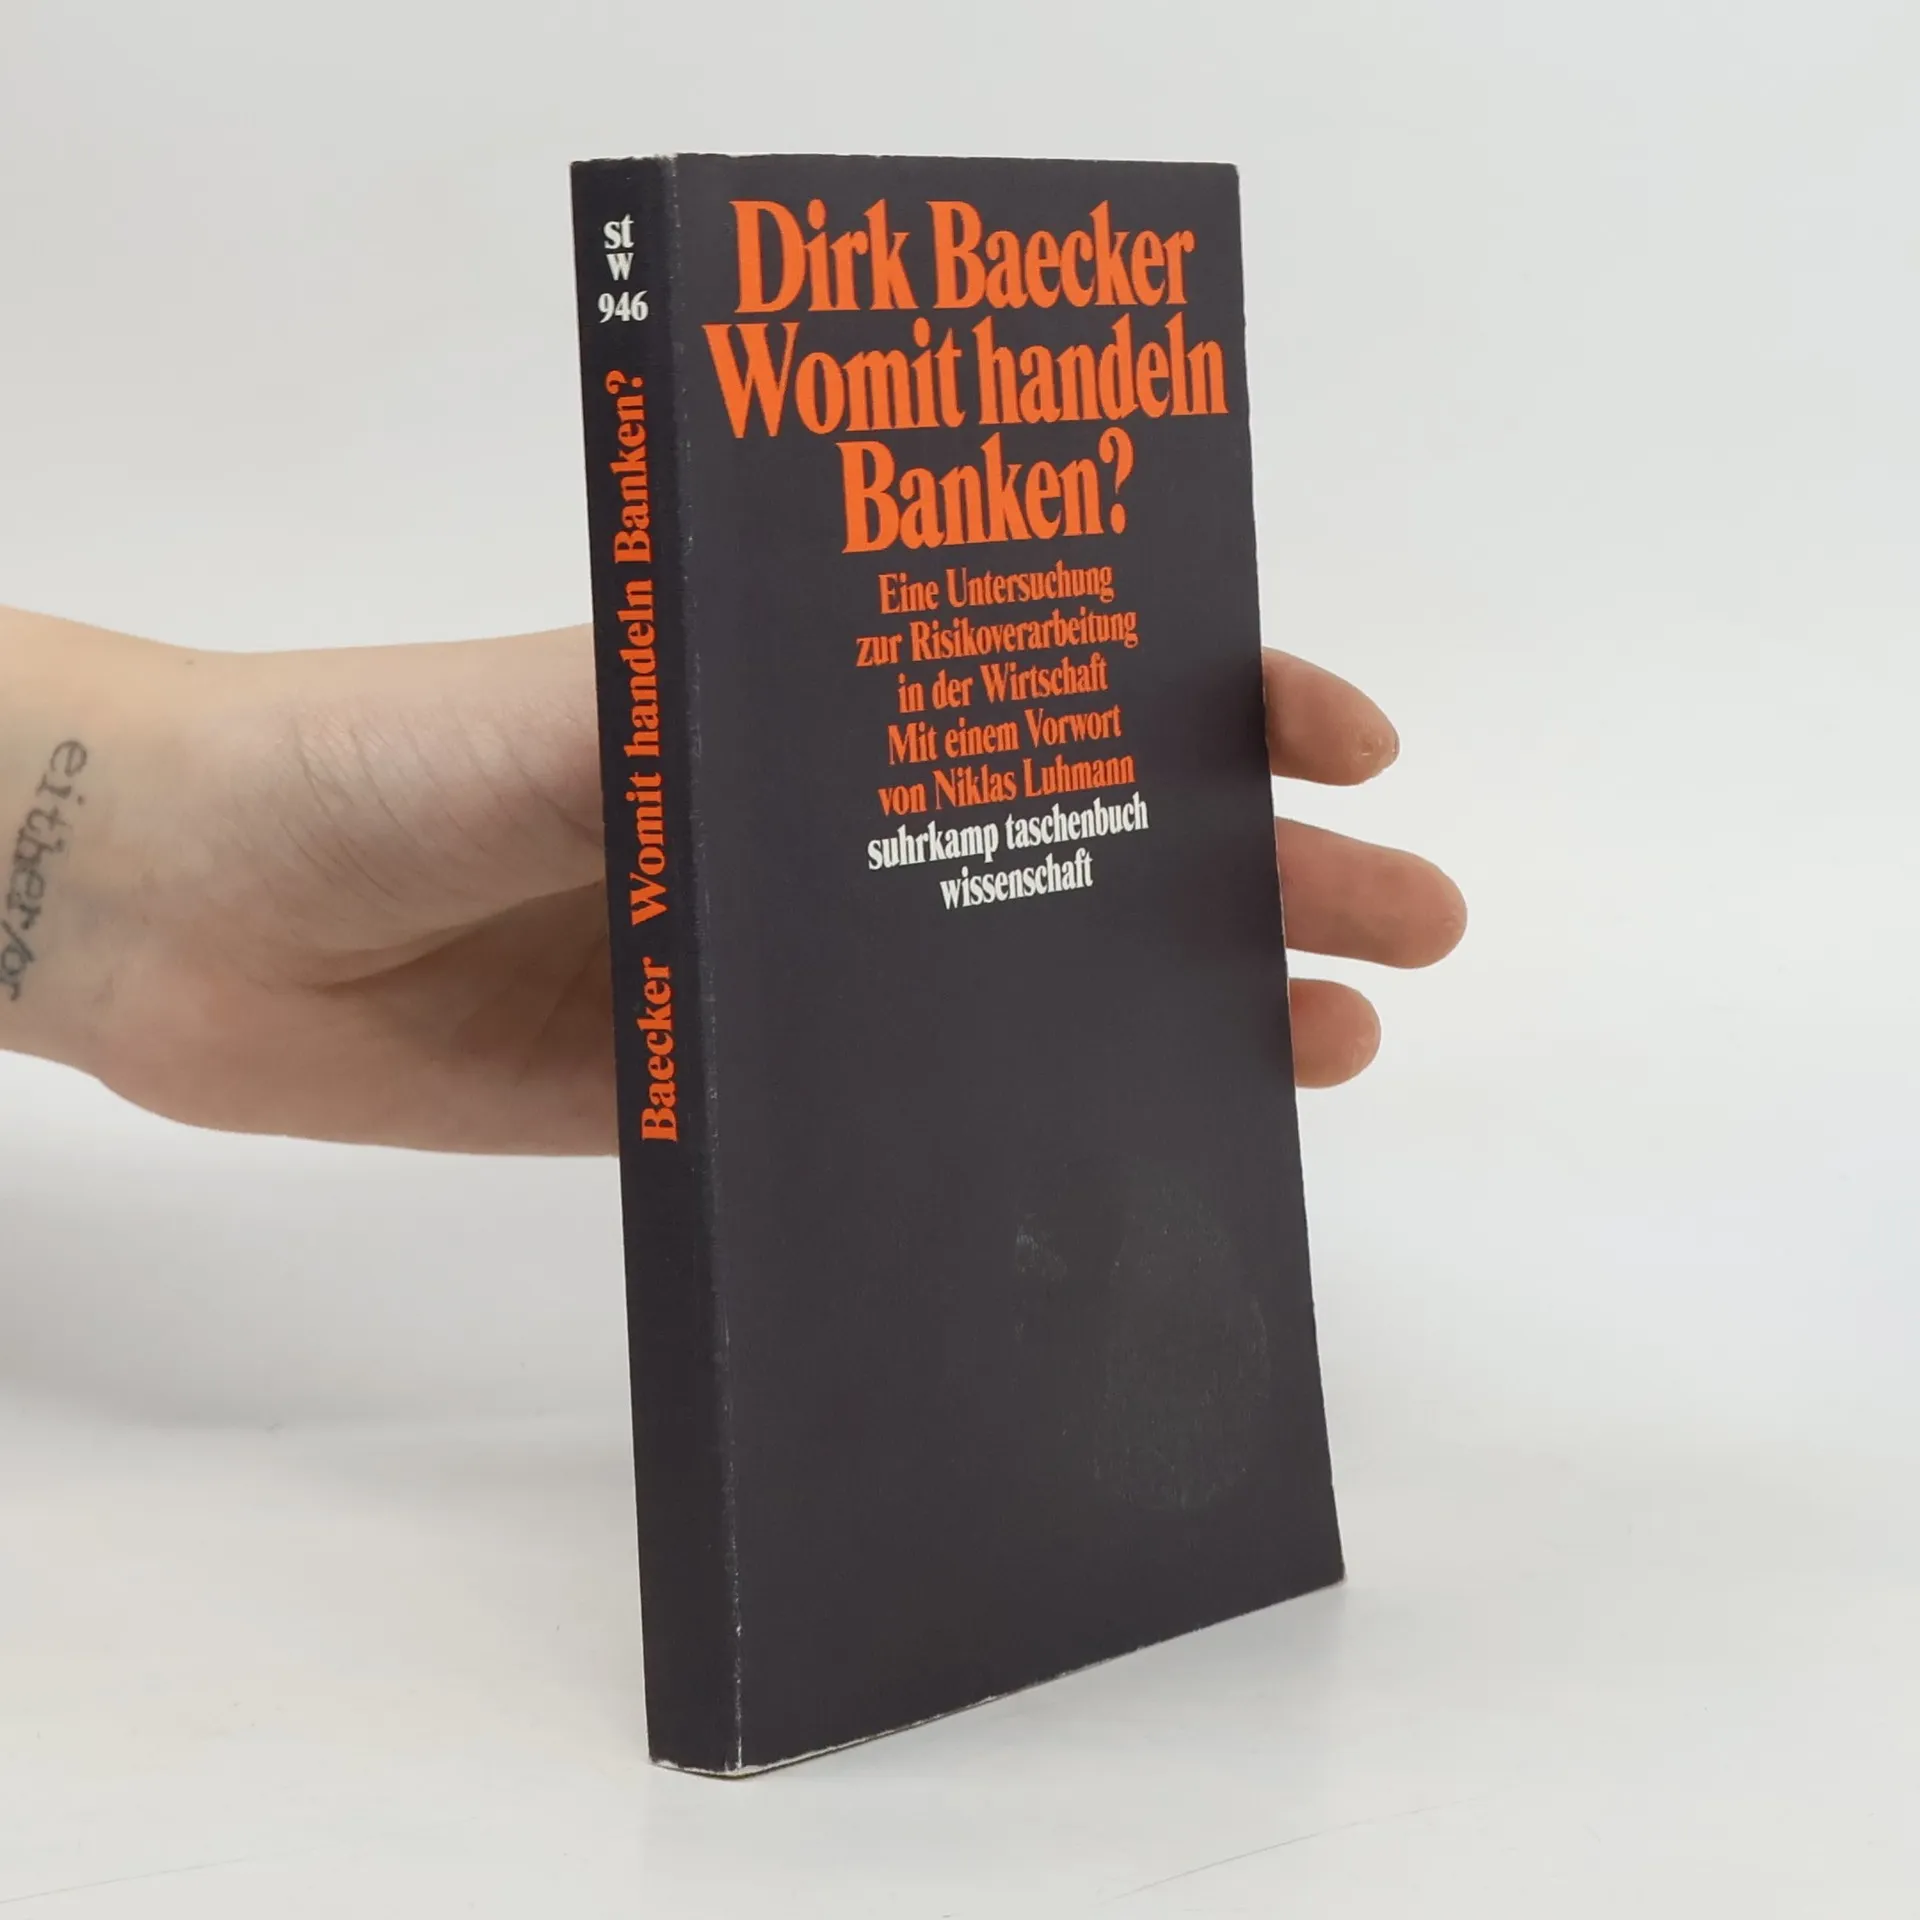 st
w
946
Baecker Womit handeln Banken?
Dirk Baecker
Womit handeln
Banken?
Eine Untersuchung
zur Risikoverarbeitung
in der Wirtschaft
Mit einem Vorwort
von Niklas Luhmann
suhrkamp taschenbuch
wissenschaft
either/or